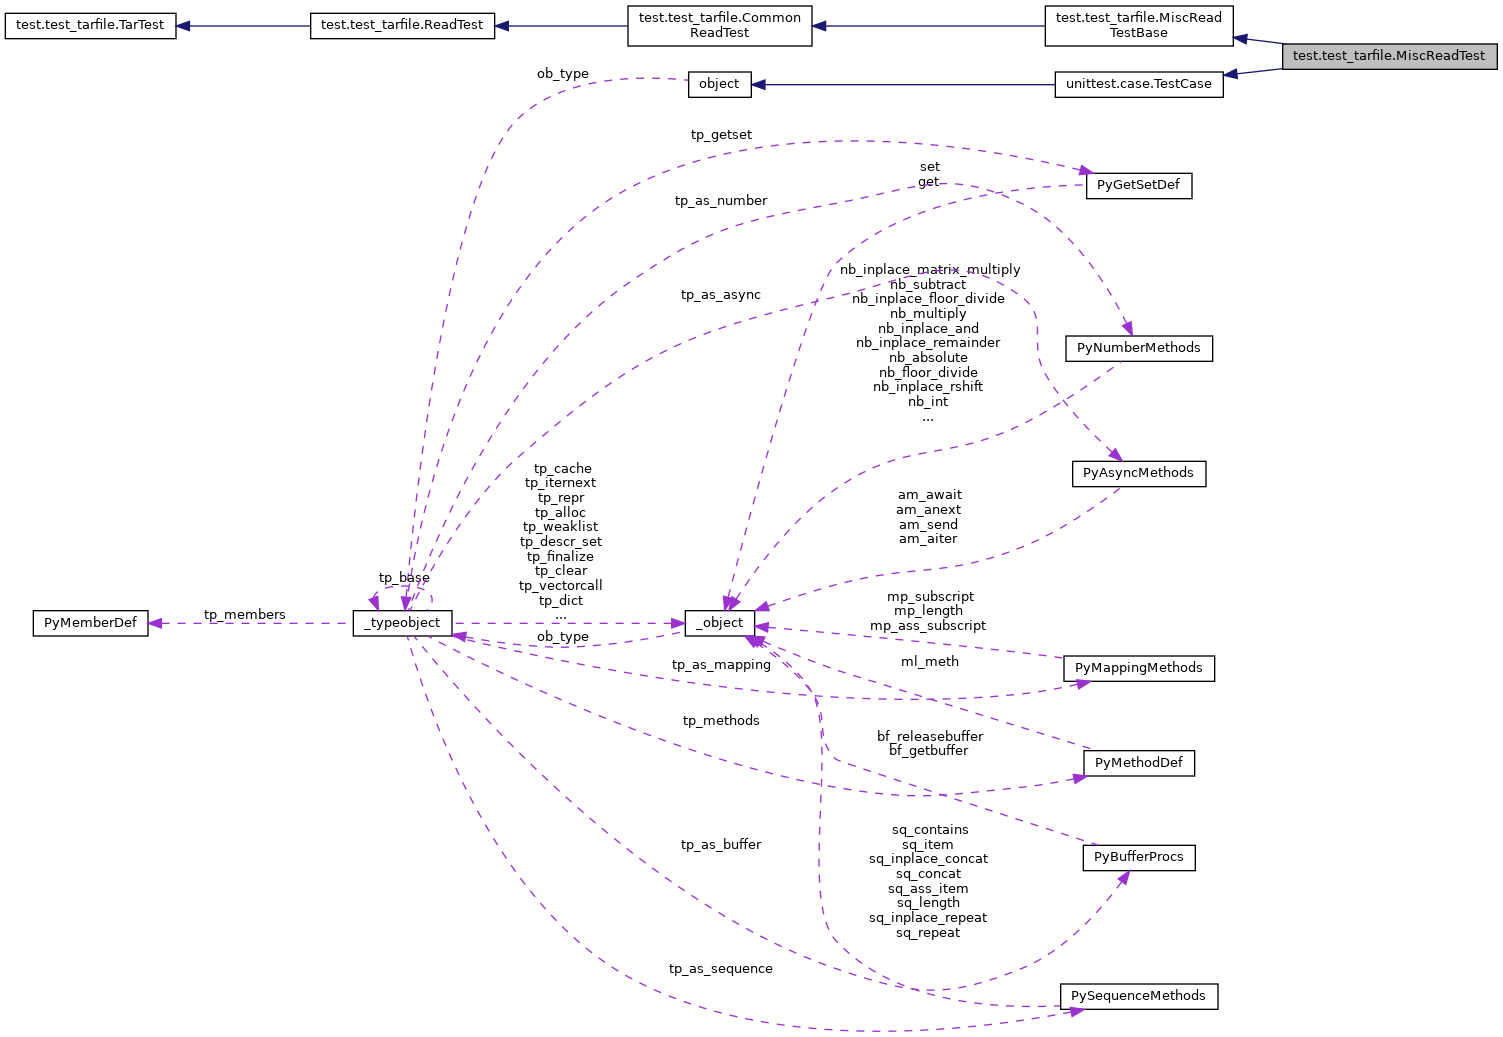 test.test_tarfile.TarTest
test.test_tarfile.ReadTest
test.test_tarfile.Common
ReadTest
test.test_tarfile.MiscRead
TestBase
test.test_tarfile.MiscReadTest
ob_type
object
unittest.case.TestCase
tp_getset
set
get
PyGetSetDef
tp_as_number
nb_inplace_matrix_multiply
nb_subtract
nb_inplace_floor_divide
nb_multiply
nb_inplace_and
nb_inplace_remainder
nb_absolute
nb_floor_divide
nb_inplace_rshift
nb_int
...
tp_as_async
PyNumberMethods
PyAsyncMethods
tp_cache
tp_iternext
tp_repr
tp_alloc
tp_weaklist
tp_descr_set
tp_finalize
tp_clear
tp_vectorcall
tp_dict
...
am_await
am_anext
am_send
am_aiter
tp_base
mp_subscript
mp_length
mp_ass_subscript
PyMemberDef
tp_members
_typeobject
_object
ob_type
tp_as_mapping
ml_meth
PyMappingMethods
tp_methods
bf_releasebuffer
bf_getbuffer
PyMethodDef
tp_as_buffer
sq_contains
sq_item
sq_inplace_concat
sq_concat
sq_ass_item
sq_length
sq_inplace_repeat
sq_repeat
PyBufferProcs
tp_as_sequence
PySequenceMethods